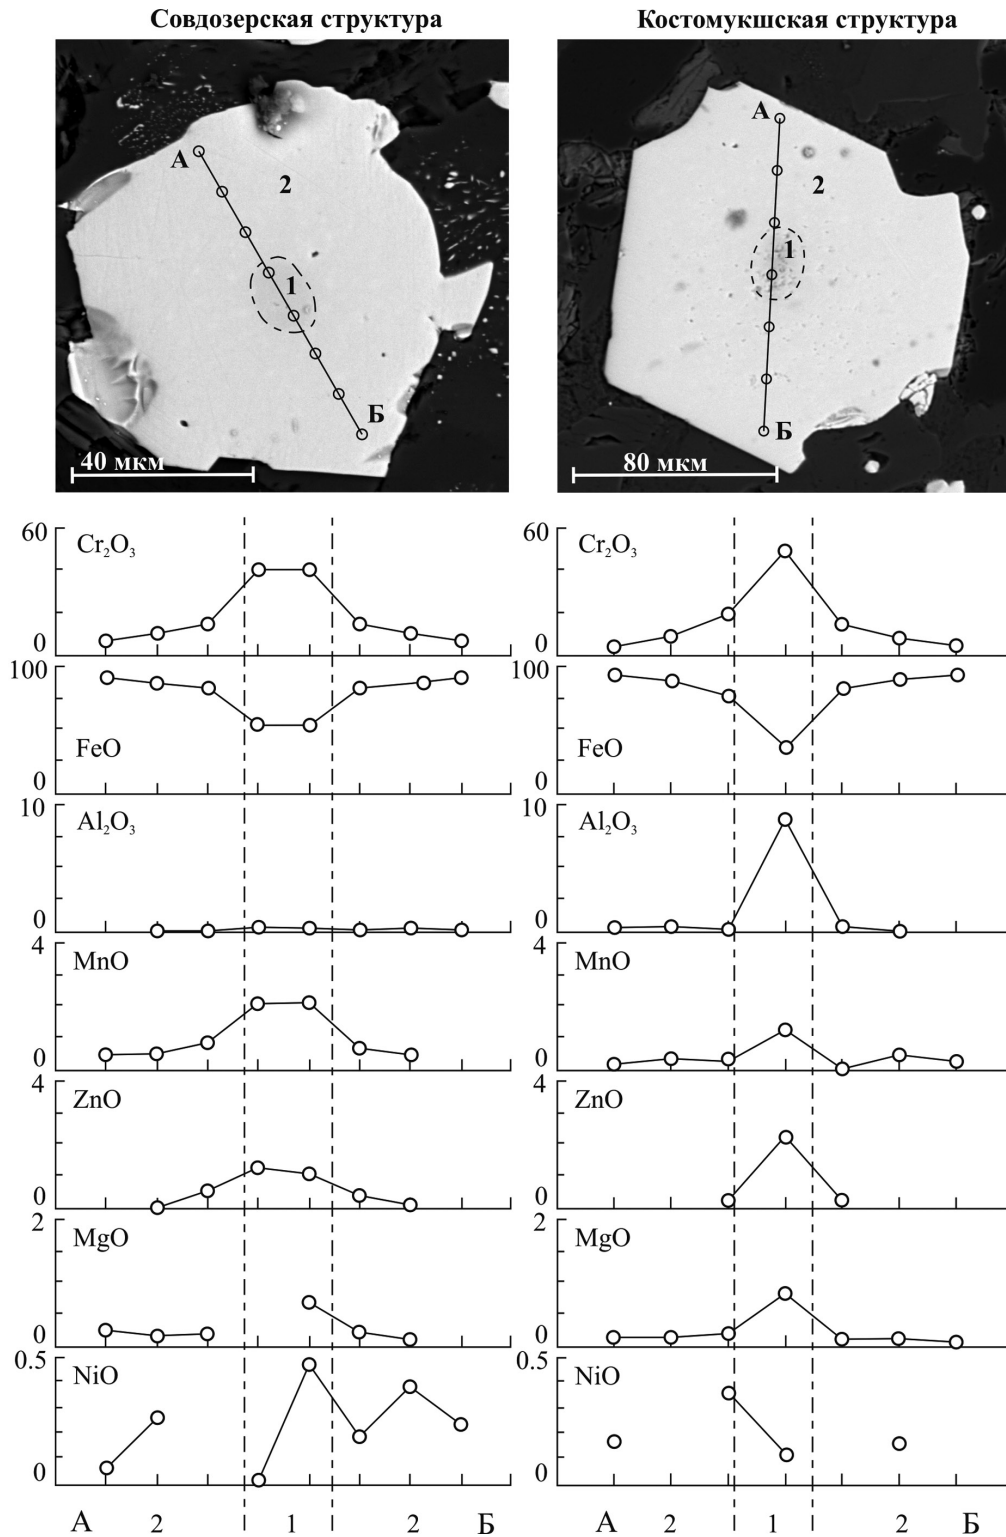 Совдозерская структура
Костомукшская структура
А
2
1
Б
40 мкм
А
2
1
Б
80 мкм
60
Cr₂O₃
0
60
Cr₂O₃
0
100
FeO
0
100
FeO
0
10
Al₂O₃
0
10
Al₂O₃
0
4
MnO
0
4
MnO
0
4
ZnO
0
4
ZnO
0
2
MgO
0
2
MgO
0
0.5
NiO
0
0.5
NiO
0
А 2 1 2 Б
А 2 1 2 Б